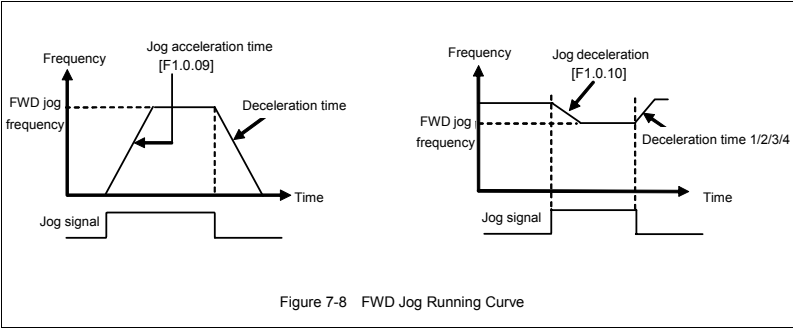 Jog acceleration time
[F1.0.09]
Frequency
FWD jog
frequency
Deceleration time
Time
Jog signal
Jog deceleration
[F1.0.10]
Frequency
FWD jog
frequency
Deceleration time 1/2/3/4
Time
Jog signal
Figure 7-8 FWD Jog Running Curve